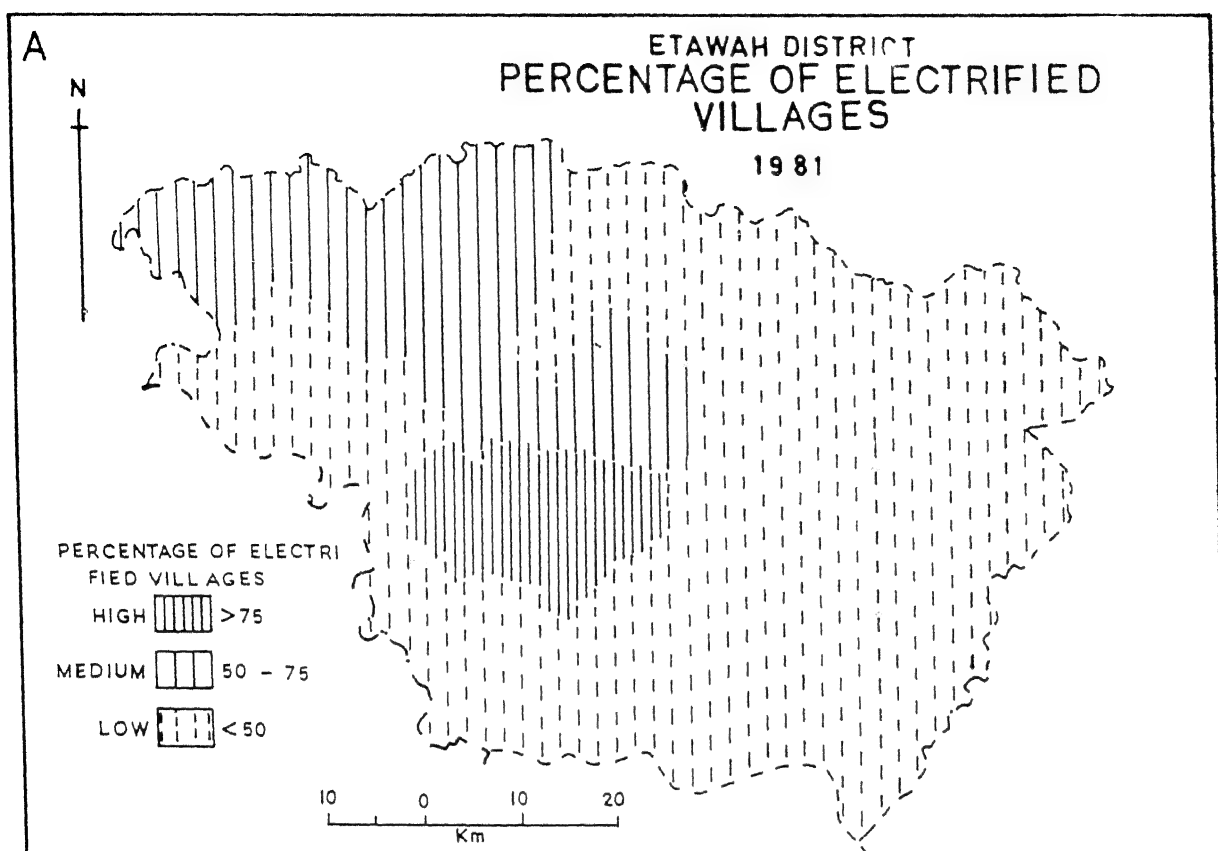 A
N
ETAWAH DISTRICT
PERCENTAGE OF ELECTRIFIED
VILLAGES
1981
PERCENTAGE OF ELECTRI
FIED VILLAGES
HIGH >75
MEDIUM 50 - 75
LOW <50
10 0 10 20
Km